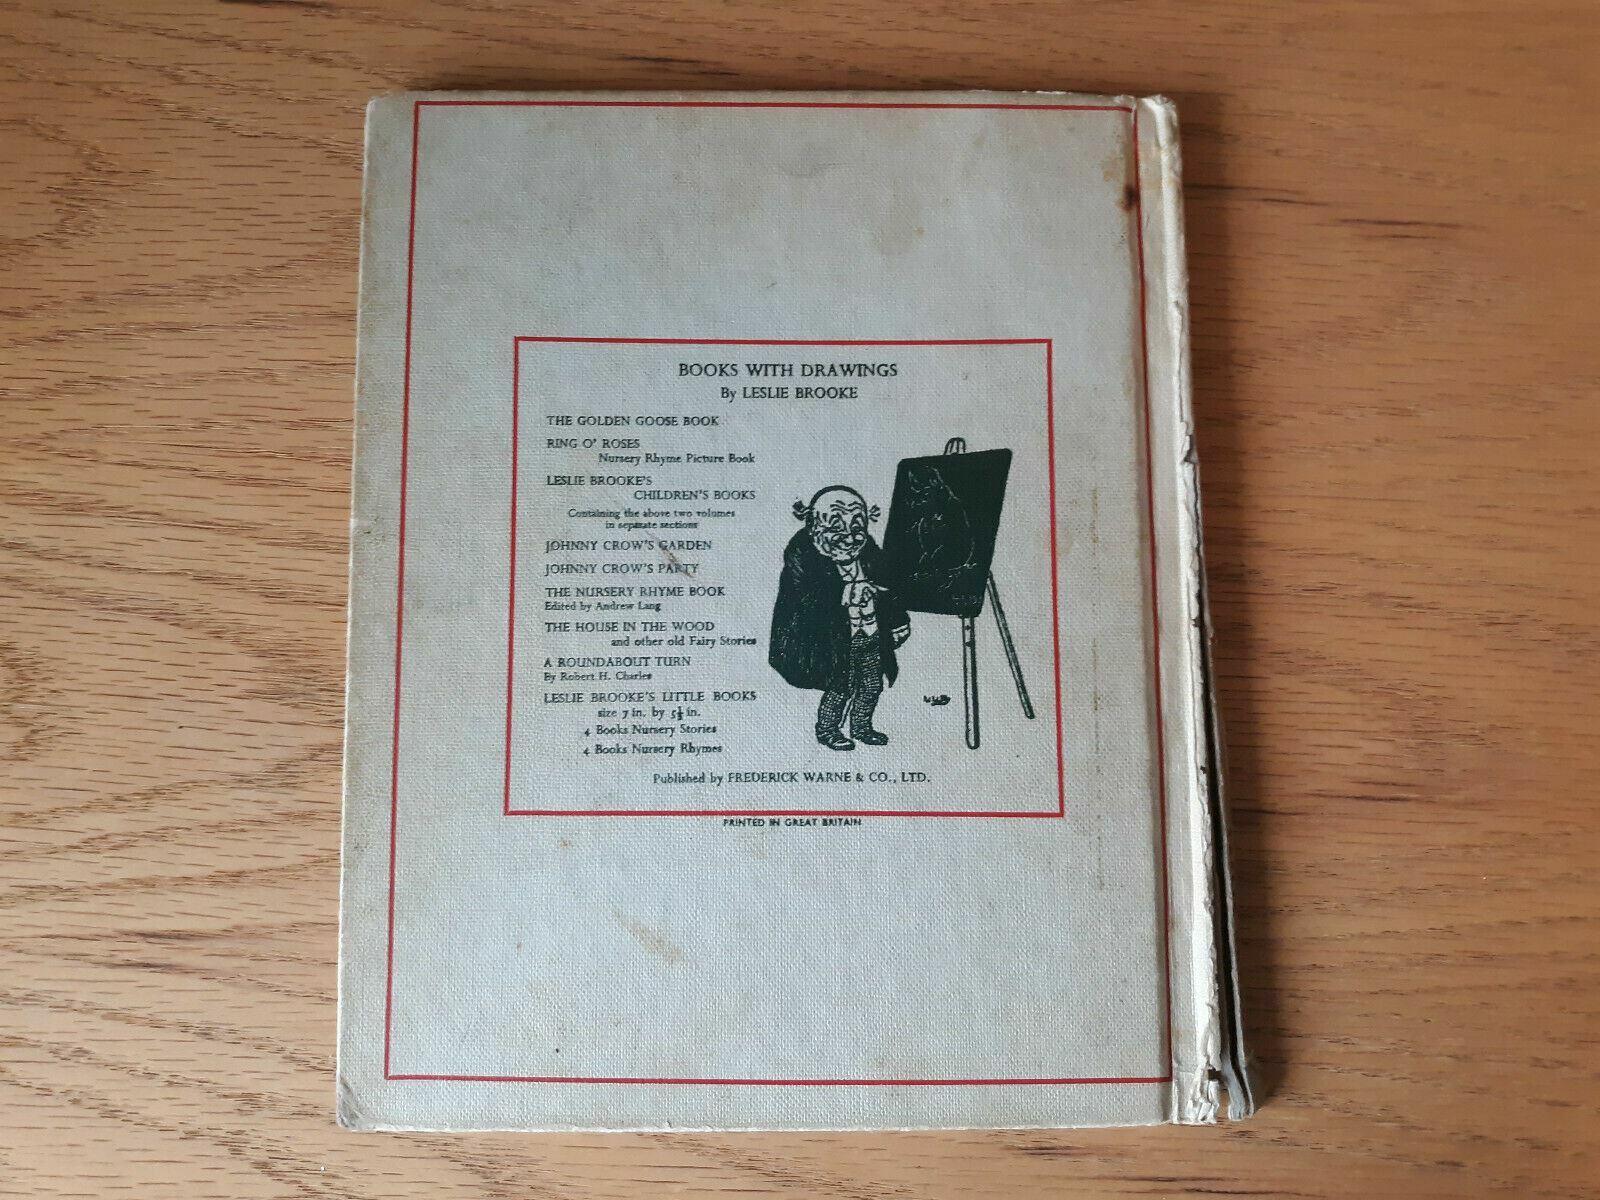 BOOKS WITH DRAWINGS
By LESLIE BROOKE
THE GOLDEN GOOSE BOOK
RING O' ROSES
Nursery Rhyme Picture Book
LESLIE BROOKE'S
CHILDREN'S BOOKS
Containing the above two volumes
in separate sections
JOHNNY CROW'S GARDEN
JOHNNY CROW'S PARTY
THE NURSERY RHYME BOOK
Edited by Andrew Lang
THE HOUSE IN THE WOOD
and other old Fairy Stories
A ROUNDABOUT TURN
By Robert H. Charles
LESLIE BROOKE'S LITTLE BOOKS
size 7 in. by 5½ in.
4 Books Nursery Stories
4 Books Nursery Rhymes
Published by FREDERICK WARNE & CO., LTD.
PRINTED IN GREAT BRITAIN